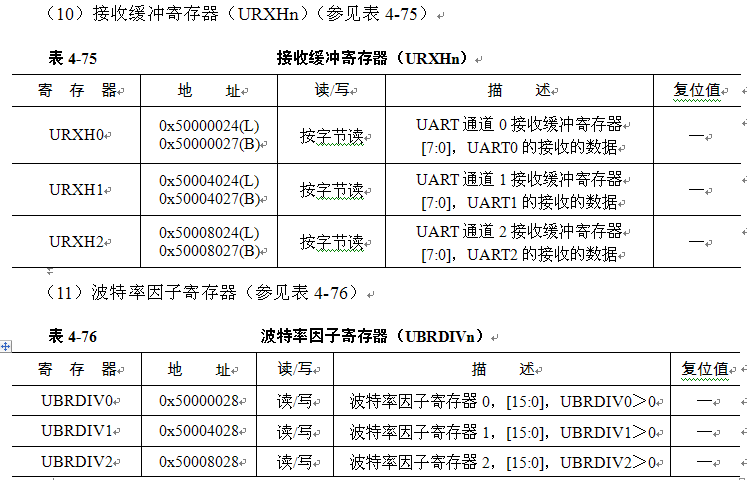 （10）接收缓冲寄存器（URXHn）（参见表 4-75）
表 4-75 接收缓冲寄存器（URXHn）
寄 存 器 地 址 读/写 描 述 复位值
URXH0 0x50000024(L) 0x50000027(B) 按字节读 UART 通道 0 接收缓冲寄存器 [7:0]，UART0 的接收的数据 —
URXH1 0x50004024(L) 0x50004027(B) 按字节读 UART 通道 1 接收缓冲寄存器 [7:0]，UART1 的接收的数据 —
URXH2 0x50008024(L) 0x50008027(B) 按字节读 UART 通道 2 接收缓冲寄存器 [7:0]，UART2 的接收的数据 —
（11）波特率因子寄存器（参见表 4-76）
表 4-76 波特率因子寄存器（UBRDIVn）
寄 存 器 地 址 读/写 描 述 复位值
UBRDIV0 0x50000028 读/写 波特率因子寄存器 0，[15:0]，UBRDIV0＞0 —
UBRDIV1 0x50004028 读/写 波特率因子寄存器 1，[15:0]，UBRDIV1＞0 —
UBRDIV2 0x50008028 读/写 波特率因子寄存器 2，[15:0]，UBRDIV2＞0 —